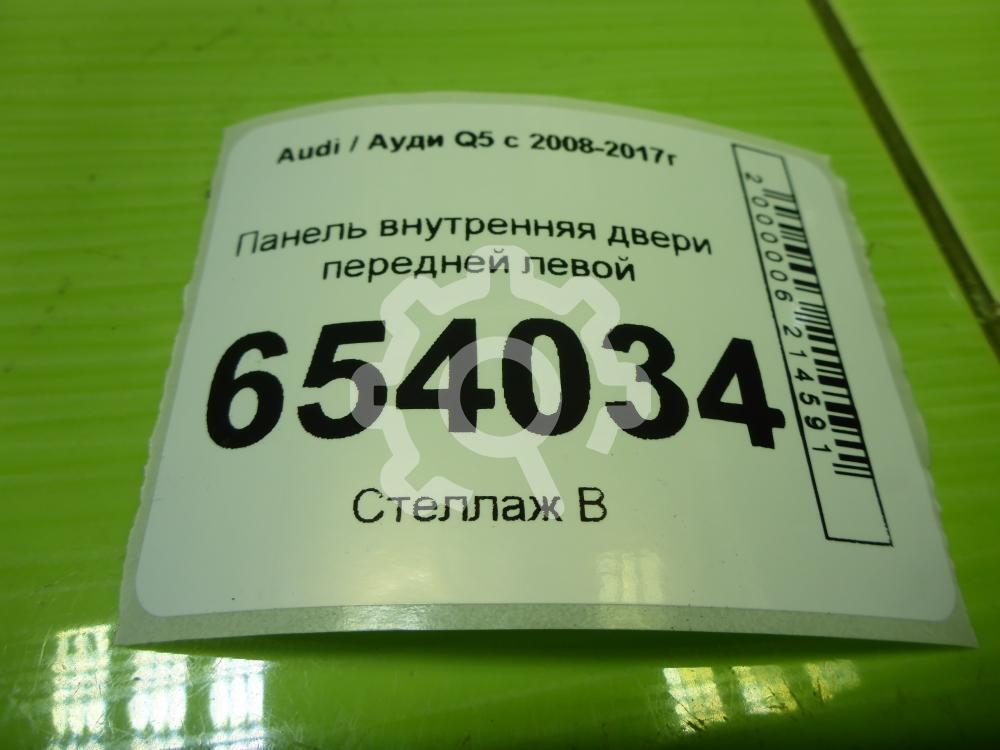 Audi / Ауди Q5 с 2008-2017г
Панель внутренняя двери
передней левой
654034
Стеллаж В
2000006214591